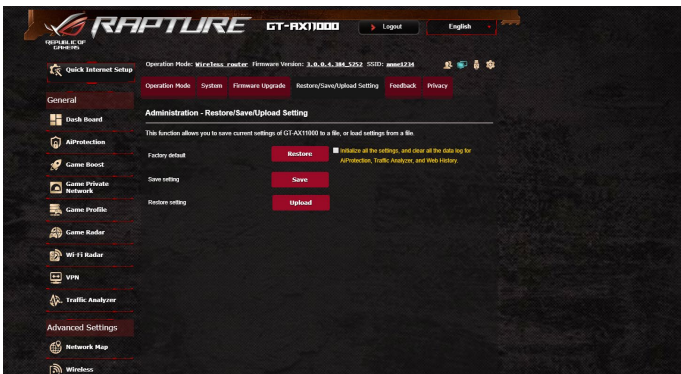 RAPTURE GT-AX11000 Logout English
REPUBLIC OF
GAMERS
Quick Internet Setup
Operation Mode: Wireless router Firmware Version: 3.0.0.4.384_5252 SSID: anne1234
Operation Mode System Firmware Upgrade Restore/Save/Upload Setting Feedback Privacy
General
Dash Board
AiProtection
Game Boost
Game Private
Network
Game Profile
Game Radar
Wi-Fi Radar
VPN
Traffic Analyzer
Advanced Settings
Network Map
Wireless
Administration - Restore/Save/Upload Setting
This function allows you to save current settings of GT-AX11000 to a file, or load settings from a file.
Factory default Restore Initialize all the settings, and clear all the data log for
AiProtection, Traffic Analyzer, and Web History.
Save setting Save
Restore setting Upload